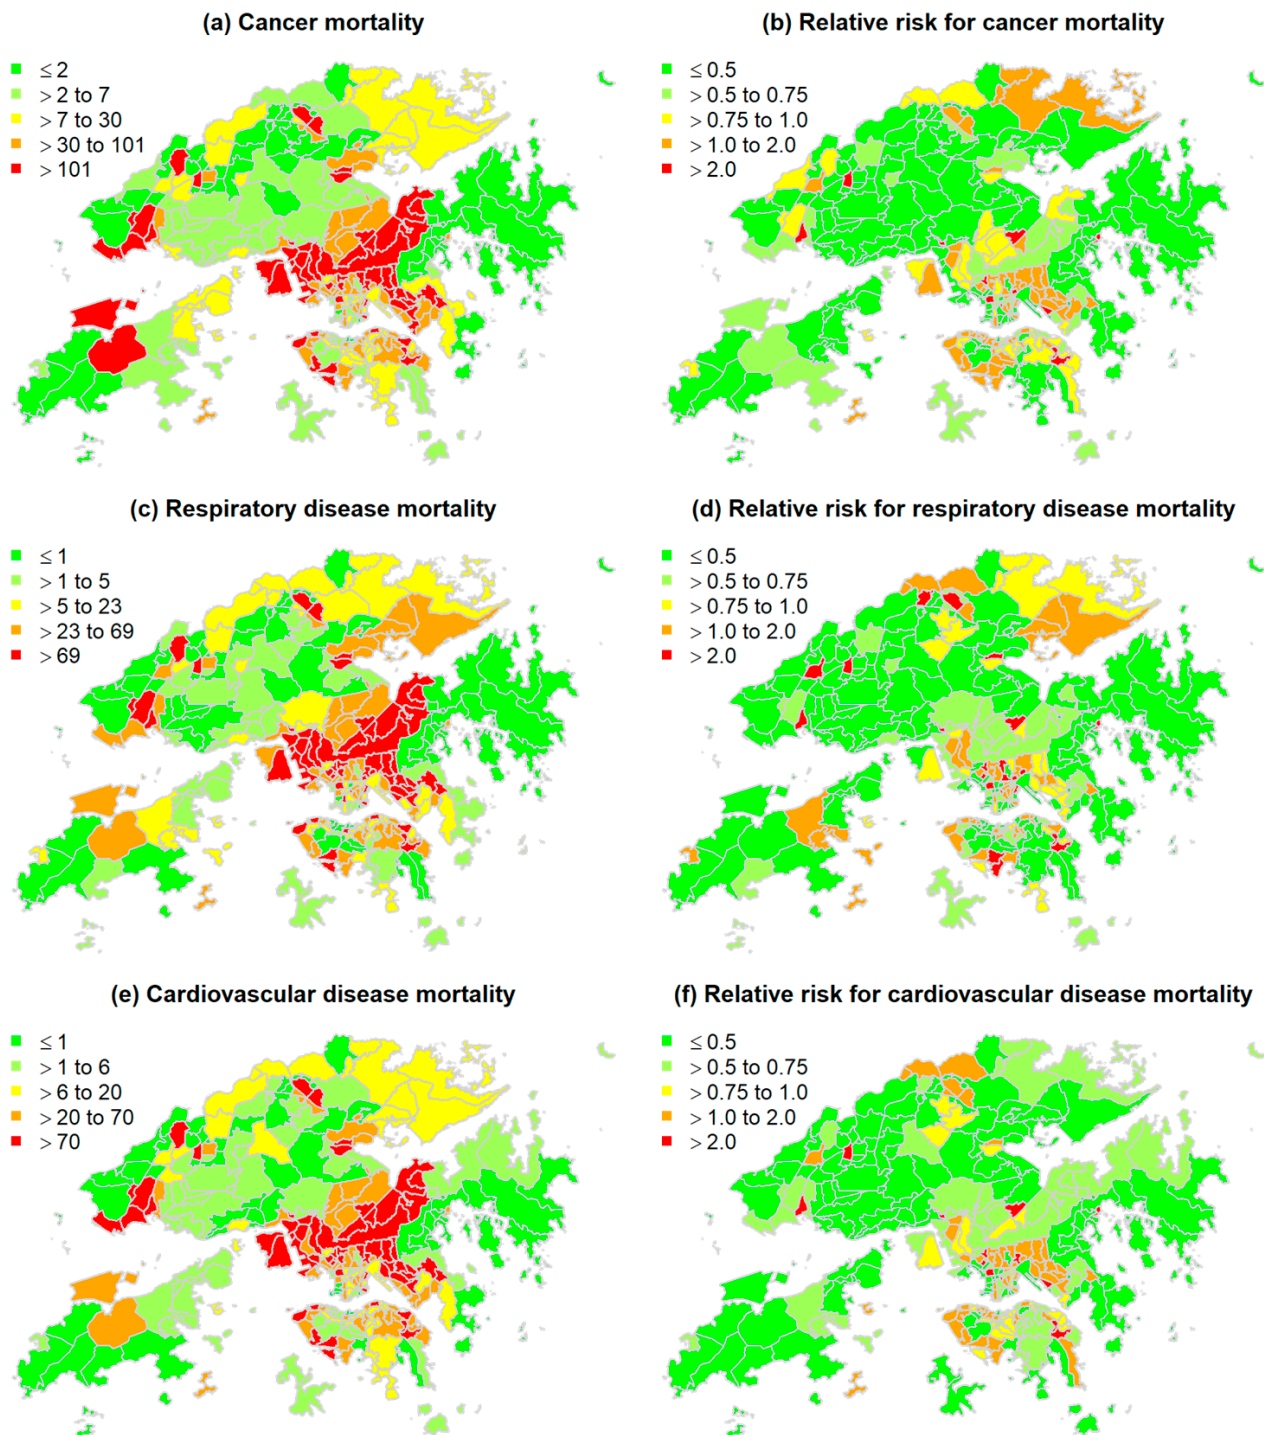 (a) Cancer mortality
≤ 2
> 2 to 7
> 7 to 30
> 30 to 101
> 101
(b) Relative risk for cancer mortality
≤ 0.5
> 0.5 to 0.75
> 0.75 to 1.0
> 1.0 to 2.0
> 2.0
(c) Respiratory disease mortality
≤ 1
> 1 to 5
> 5 to 23
> 23 to 69
> 69
(d) Relative risk for respiratory disease mortality
≤ 0.5
> 0.5 to 0.75
> 0.75 to 1.0
> 1.0 to 2.0
> 2.0
(e) Cardiovascular disease mortality
≤ 1
> 1 to 6
> 6 to 20
> 20 to 70
> 70
(f) Relative risk for cardiovascular disease mortality
≤ 0.5
> 0.5 to 0.75
> 0.75 to 1.0
> 1.0 to 2.0
> 2.0